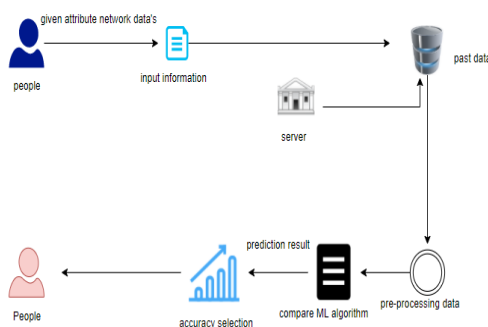 given attribute network data's
people
input information
past data
server
prediction result
People
accuracy selection
compare ML algorithm
pre-processing data